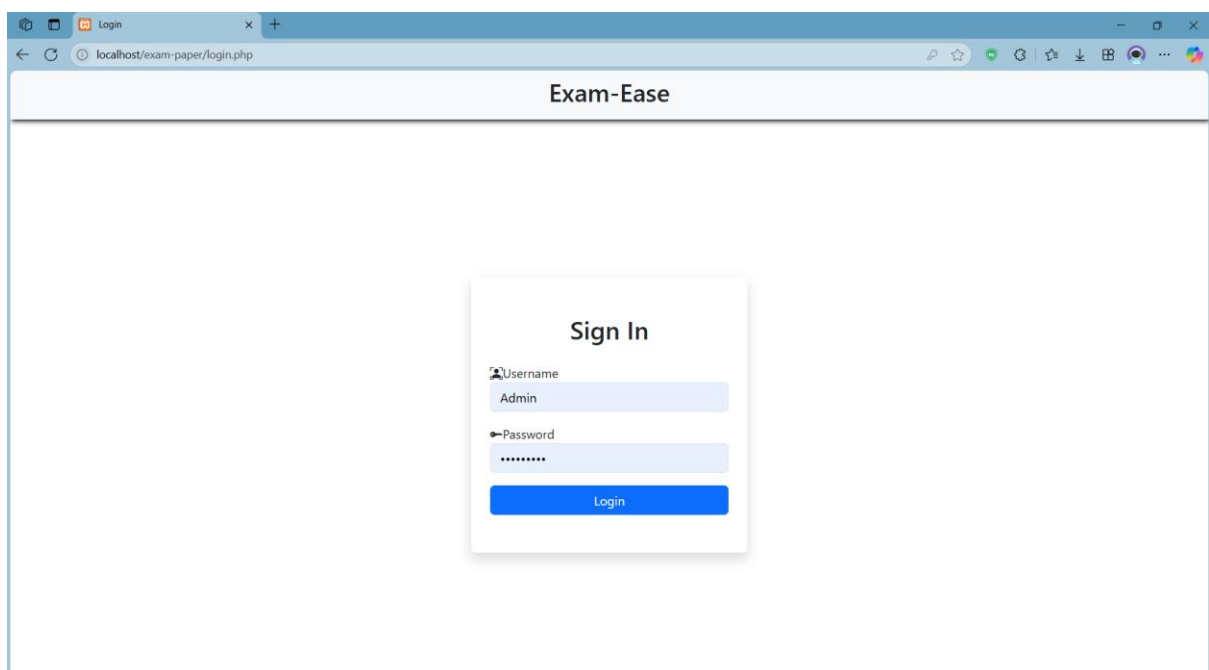 Login
localhost/exam-paper/login.php
Exam-Ease
Sign In
Username
Admin
Password
•••••••••
Login